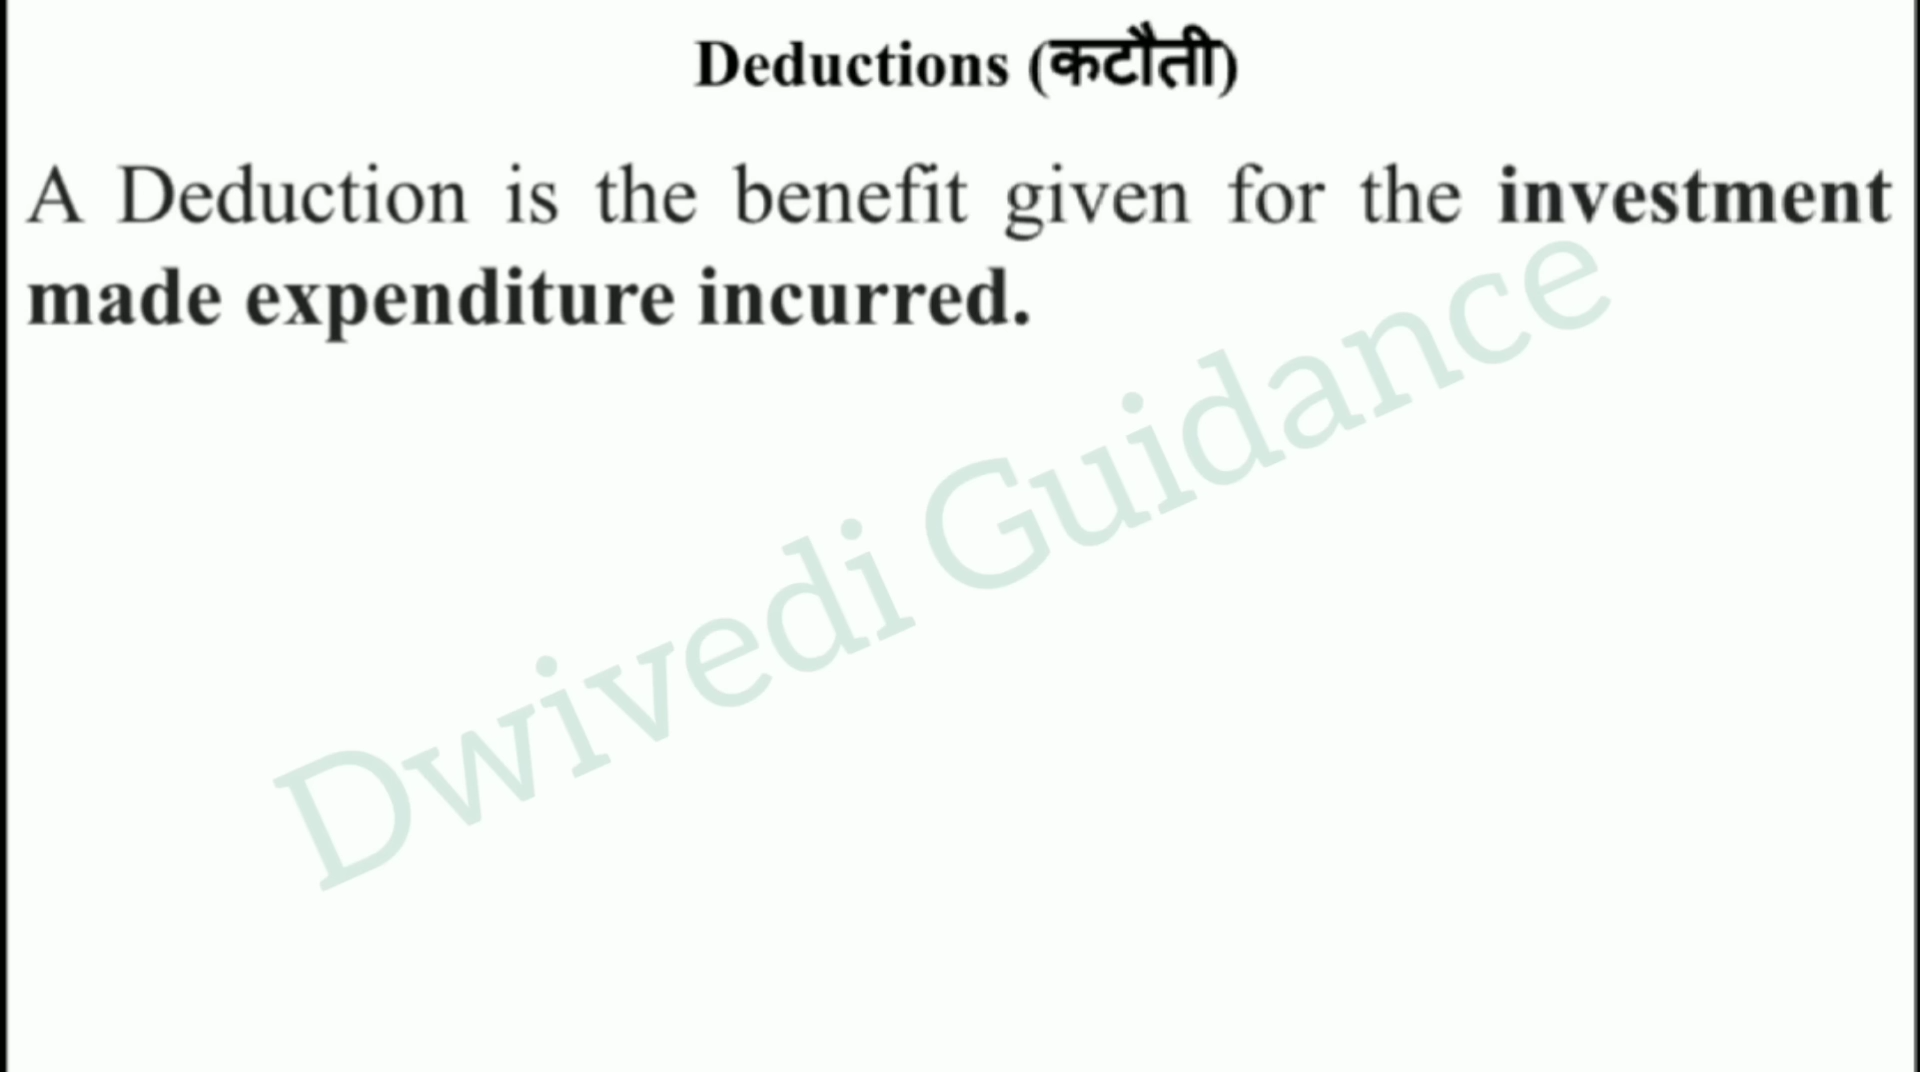 Deductions (कटौती)
A Deduction is the benefit given for the investment
made expenditure incurred.
Dwivedi Guidance